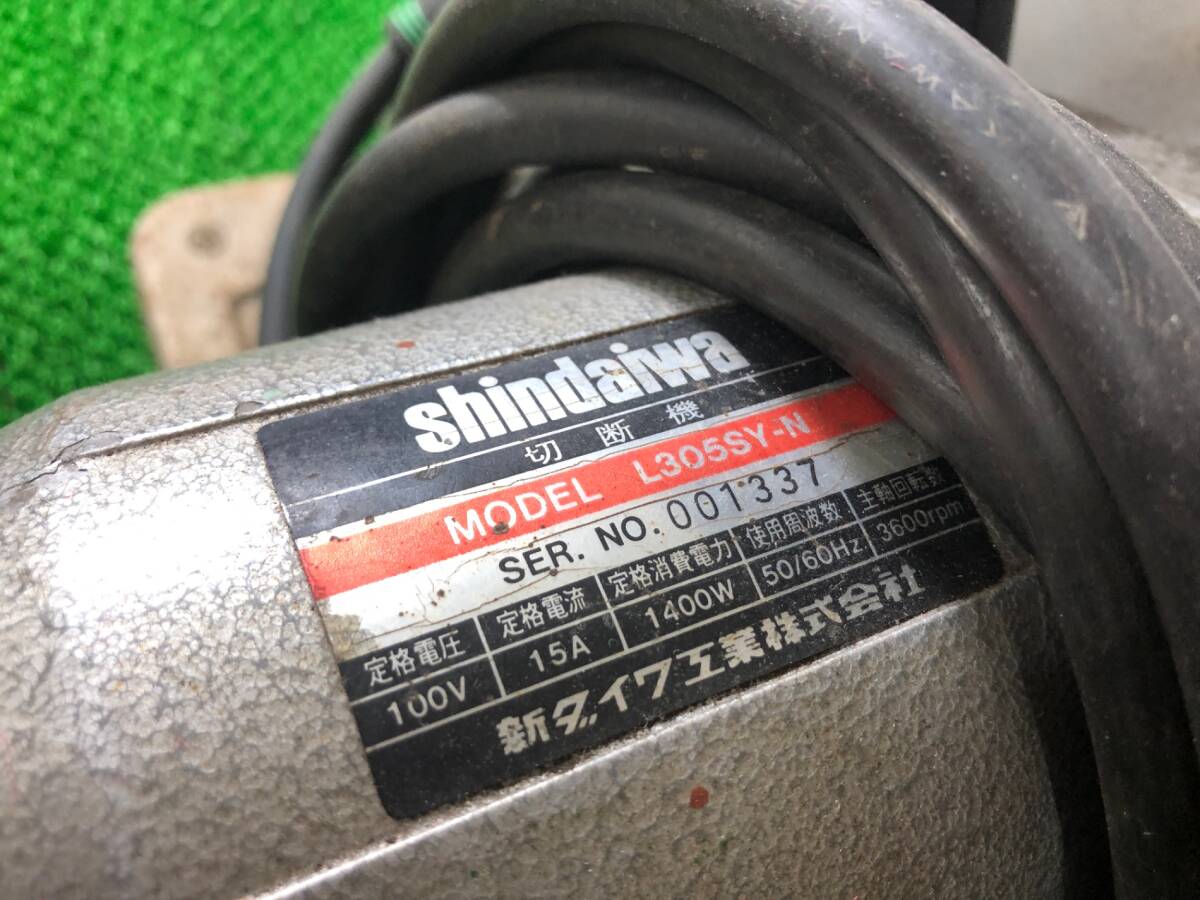 shindaiwa
切断機
MODEL L305SY-N
SER. NO. 001337
定格電圧 定格電流 定格消費電力 使用周波数 主軸回転数
100V 15A 1400W 50/60Hz 3600rpm
新ダイワ工業株式会社